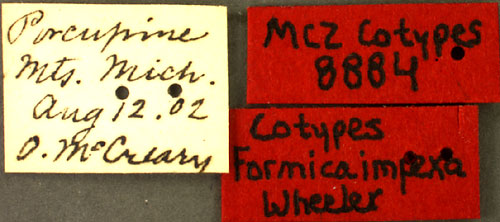 Porcupine
Mts. Mich.
Aug 12.02
O. McCreary
MCZ Cotypes
8884
Cotypes
Formica impexa
Wheeler